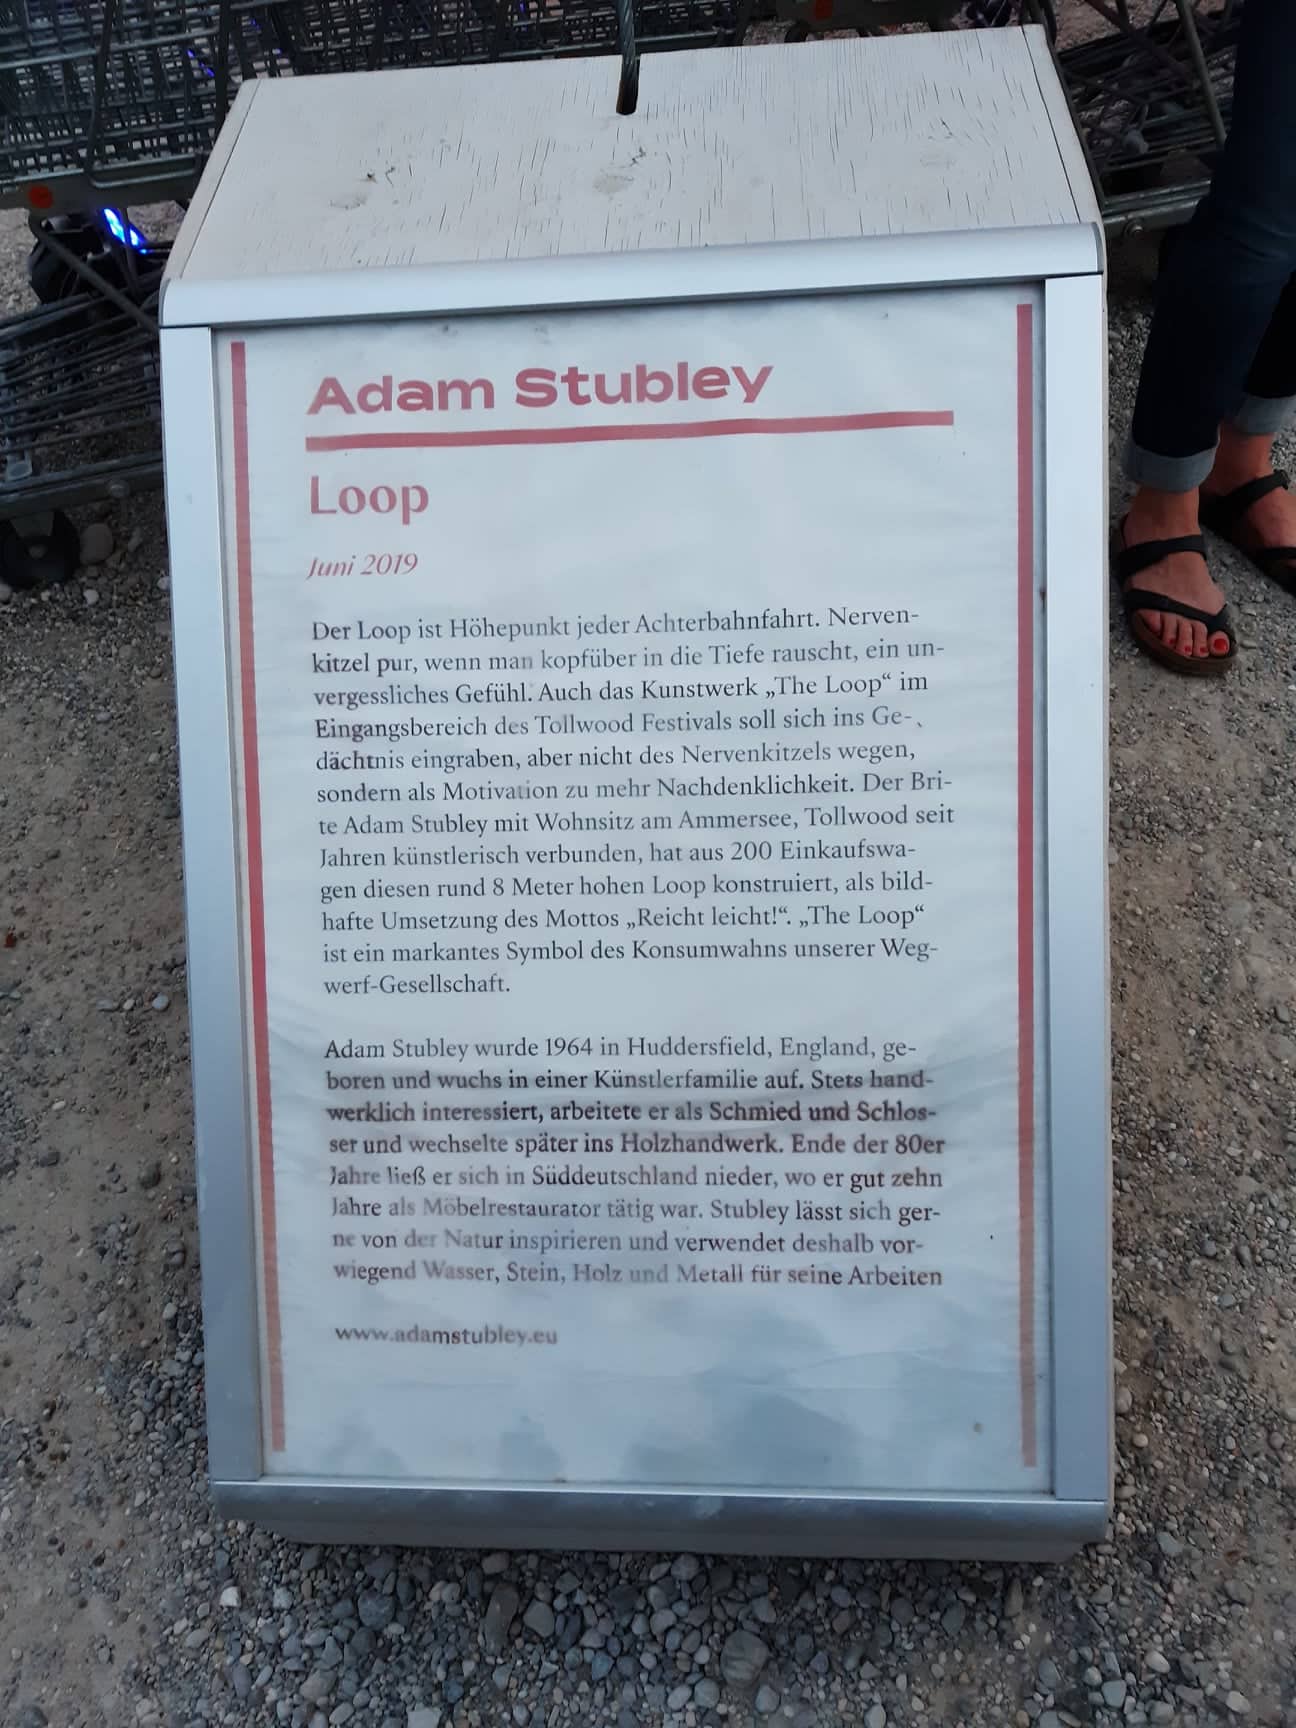 Adam Stubley
Loop
Juni 2019
Der Loop ist Höhepunkt jeder Achterbahnfahrt. Nerven-
kitzel pur, wenn man kopfüber in die Tiefe rauscht, ein un-
vergessliches Gefühl. Auch das Kunstwerk „The Loop“ im
Eingangsbereich des Tollwood Festivals soll sich ins Ge-
dächtnis eingraben, aber nicht des Nervenkitzels wegen,
sondern als Motivation zu mehr Nachdenklichkeit. Der Bri-
te Adam Stubley mit Wohnsitz am Ammersee, Tollwood seit
Jahren künstlerisch verbunden, hat aus 200 Einkaufswa-
gen diesen rund 8 Meter hohen Loop konstruiert, als bild-
hafte Umsetzung des Mottos „Reicht leicht!“. „The Loop“
ist ein markantes Symbol des Konsumwahns unserer Weg-
werf-Gesellschaft.
Adam Stubley wurde 1964 in Huddersfield, England, ge-
boren und wuchs in einer Künstlerfamilie auf. Stets hand-
werklich interessiert, arbeitete er als Schmied und Schlos-
ser und wechselte später ins Holzhandwerk. Ende der 80er
Jahre ließ er sich in Süddeutschland nieder, wo er gut zehn
Jahre als Möbelrestaurator tätig war. Stubley lässt sich ger-
ne von der Natur inspirieren und verwendet deshalb vor-
wiegend Wasser, Stein, Holz und Metall für seine Arbeiten
www.adamstubley.eu